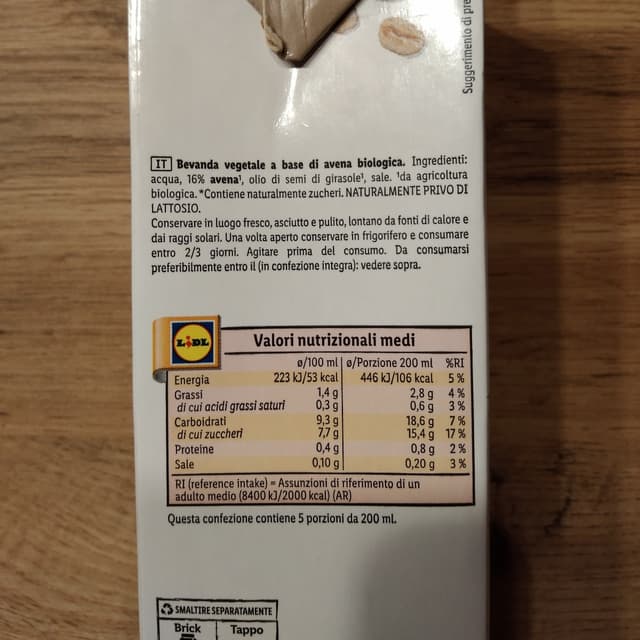 Suggerimento di pre
IT Bevanda vegetale a base di avena biologica. Ingredienti:
acqua, 16% avena¹, olio di semi di girasole¹, sale. ¹da agricoltura
biologica. *Contiene naturalmente zuccheri. NATURALMENTE PRIVO DI
LATTOSIO.
Conservare in luogo fresco, asciutto e pulito, lontano da fonti di calore e
dai raggi solari. Una volta aperto conservare in frigorifero e consumare
entro 2/3 giorni. Agitare prima del consumo. Da consumarsi
preferibilmente entro il (in confezione integra): vedere sopra.
LIDL
Valori nutrizionali medi
ø/100 ml ø/Porzione 200 ml %RI
Energia 223 kJ/53 kcal 446 kJ/106 kcal 5 %
Grassi 1,4 g 2,8 g 4 %
di cui acidi grassi saturi 0,3 g 0,6 g 3 %
Carboidrati 9,3 g 18,6 g 7 %
di cui zuccheri 7,7 g 15,4 g 17 %
Proteine 0,4 g 0,8 g 2 %
Sale 0,10 g 0,20 g 3 %
RI (reference intake) = Assunzioni di riferimento di un
adulto medio (8400 kJ/2000 kcal) (AR)
Questa confezione contiene 5 porzioni da 200 ml.
SMALTIRE SEPARATAMENTE
Brick Tappo